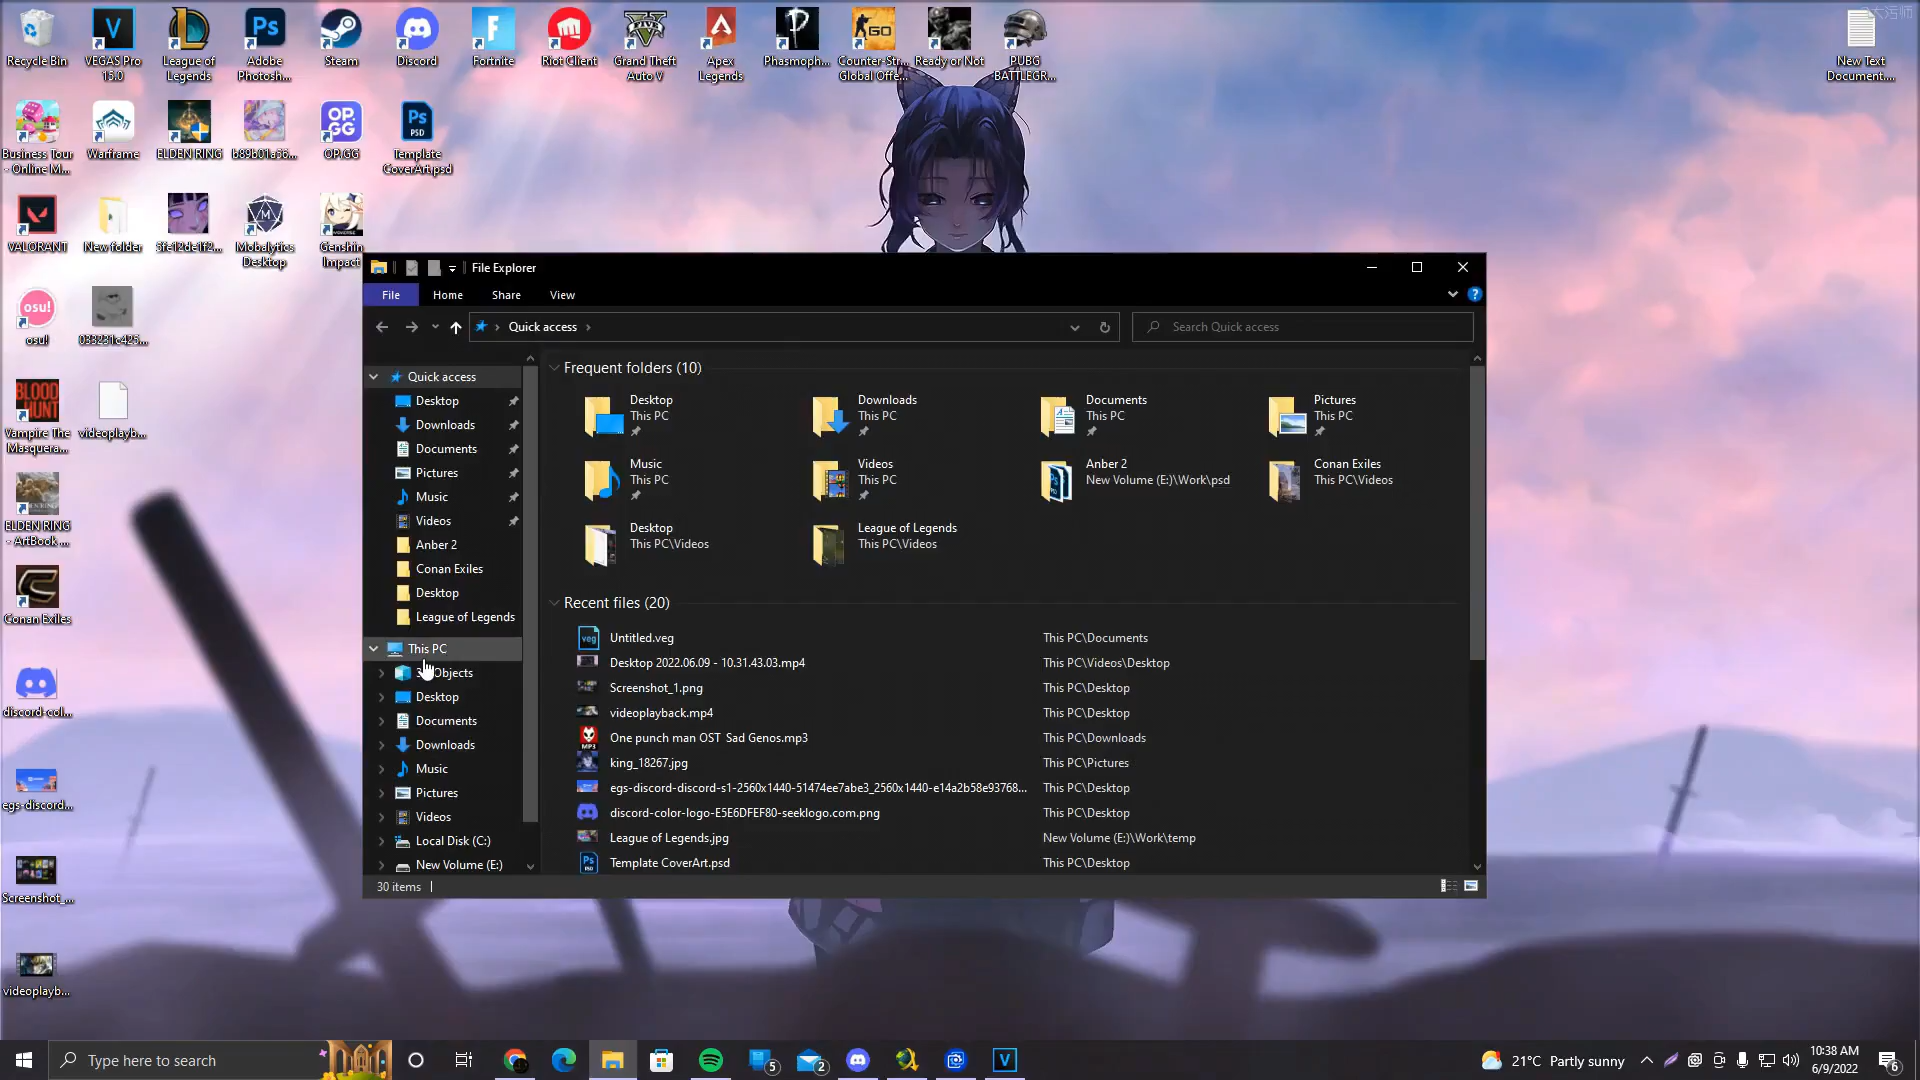 Recycle Bin
VEGAS Pro
15.0
League of
Legends
Adobe
Photosh...
Steam
Discord
Fortnite
Riot Client
Grand Theft
Auto V
Apex
Legends
Phasmoph...
Counter-Str...
Global Offe...
Ready or Not
PUBG
BATTLEGR...
New Text
Document....
Business Tour
- Online M...
Warframe
ELDEN RING
b89b01a36...
OP.GG
Template
CoverArt.psd
VALORANT
New folder
5fe12de1f2...
Mobalytics
Desktop
Genshin
Impact
osu!
033231c425...
Vampire The
Masquera...
videoplayb...
ELDEN RING
- ArtBook ...
Conan Exiles
discord-col...
egs-discord...
Screenshot_...
videoplayb...
File Explorer
File
Home
Share
View
Quick access
Search Quick access
Quick access
Desktop
Downloads
Documents
Pictures
Music
Videos
Anber 2
Conan Exiles
Desktop
League of Legends
This PC
3D Objects
Desktop
Documents
Downloads
Music
Pictures
Videos
Local Disk (C:)
New Volume (E:)
Frequent folders (10)
Desktop
This PC
Downloads
This PC
Documents
This PC
Pictures
This PC
Music
This PC
Videos
This PC
Anber 2
New Volume (E:)\Work\psd
Conan Exiles
This PC\Videos
Desktop
This PC\Videos
League of Legends
This PC\Videos
Recent files (20)
Untitled.veg This PC\Documents
Desktop 2022.06.09 - 10.31.43.03.mp4 This PC\Videos\Desktop
Screenshot_1.png This PC\Desktop
videoplayback.mp4 This PC\Desktop
One punch man OST Sad Genos.mp3 This PC\Downloads
king_18267.jpg This PC\Pictures
egs-discord-discord-s1-2560x1440-51474ee7abe3_2560x1440-e14a2b58e93768... This PC\Desktop
discord-color-logo-E5E6DFEF80-seeklogo.com.png This PC\Desktop
League of Legends.jpg New Volume (E:)\Work\temp
Template CoverArt.psd This PC\Desktop
30 items
Type here to search
5
2
21°C Partly sunny
10:38 AM
6/9/2022
6